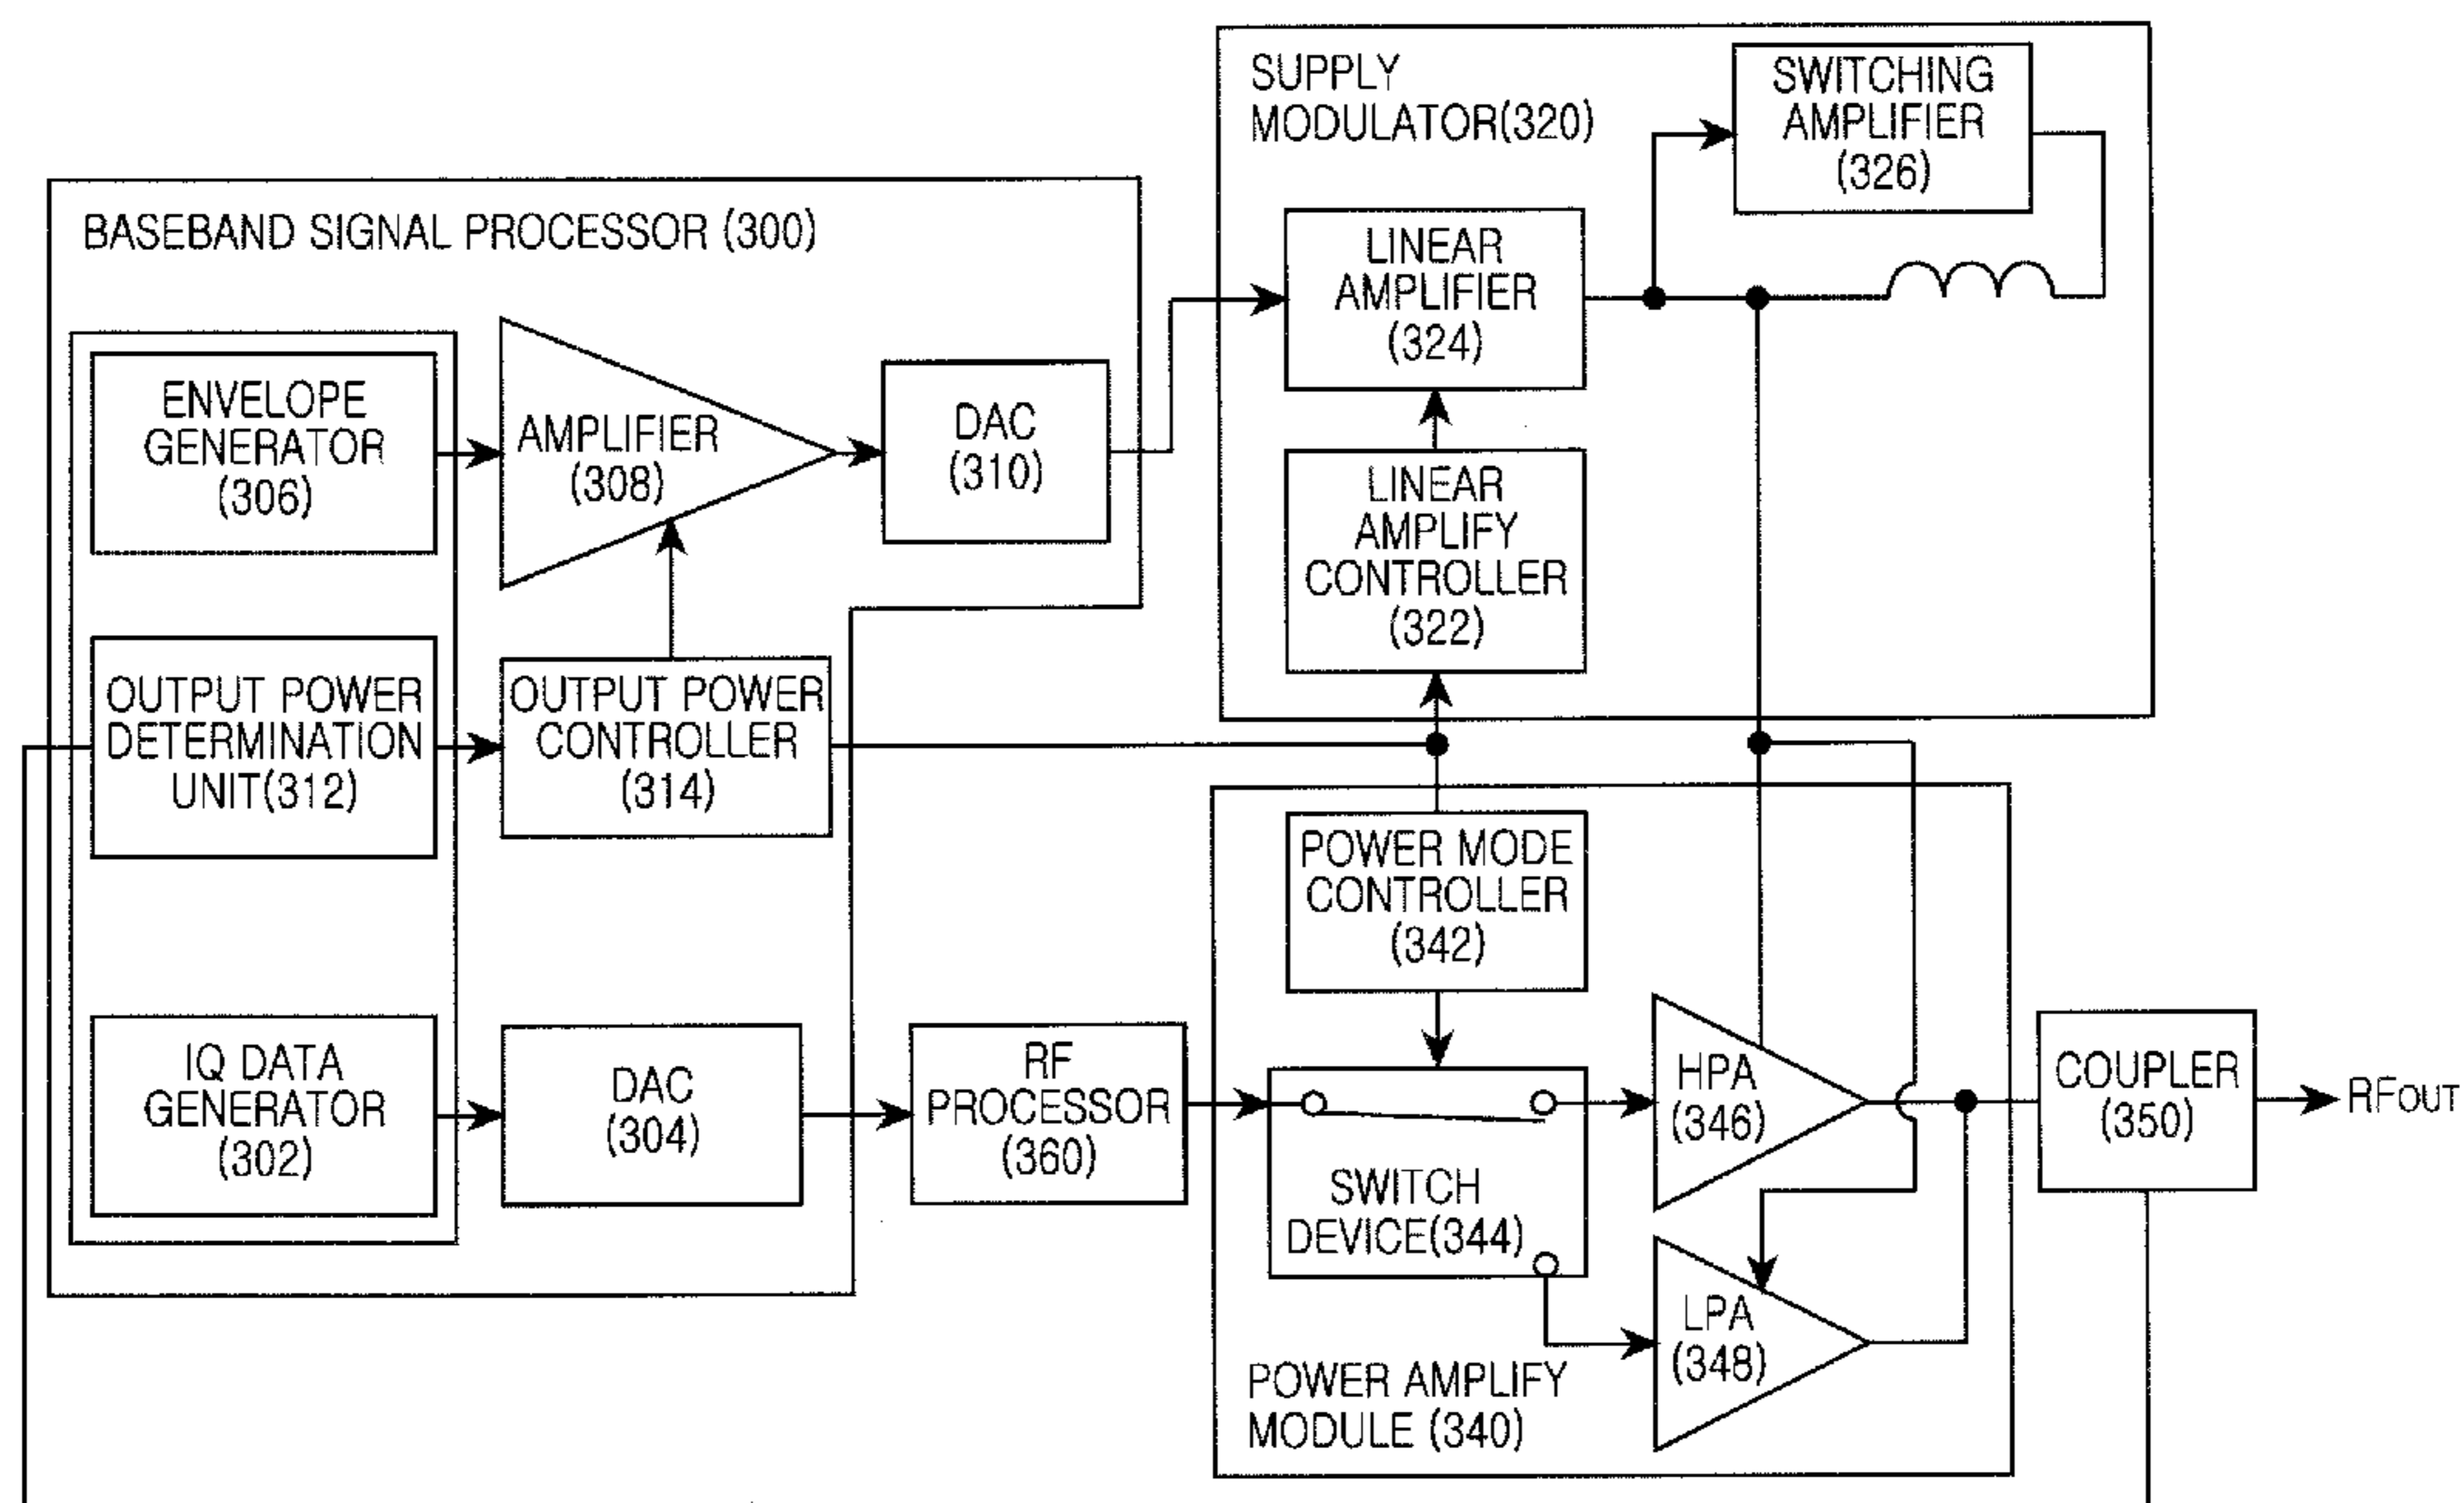 SUPPLY
MODULATOR(320)
SWITCHING
AMPLIFIER
(326)
BASEBAND SIGNAL PROCESSOR (300)
LINEAR
AMPLIFIER
(324)
ENVELOPE
GENERATOR
(306)
AMPLIFIER
(308)
DAC
(310)
LINEAR
AMPLIFY
CONTROLLER
(322)
OUTPUT POWER
DETERMINATION
UNIT(312)
OUTPUT POWER
CONTROLLER
(314)
POWER MODE
CONTROLLER
(342)
IQ DATA
GENERATOR
(302)
DAC
(304)
RF
PROCESSOR
(360)
SWITCH
DEVICE(344)
HPA
(346)
COUPLER
(350)
RFOUT
LPA
(348)
POWER AMPLIFY
MODULE (340)